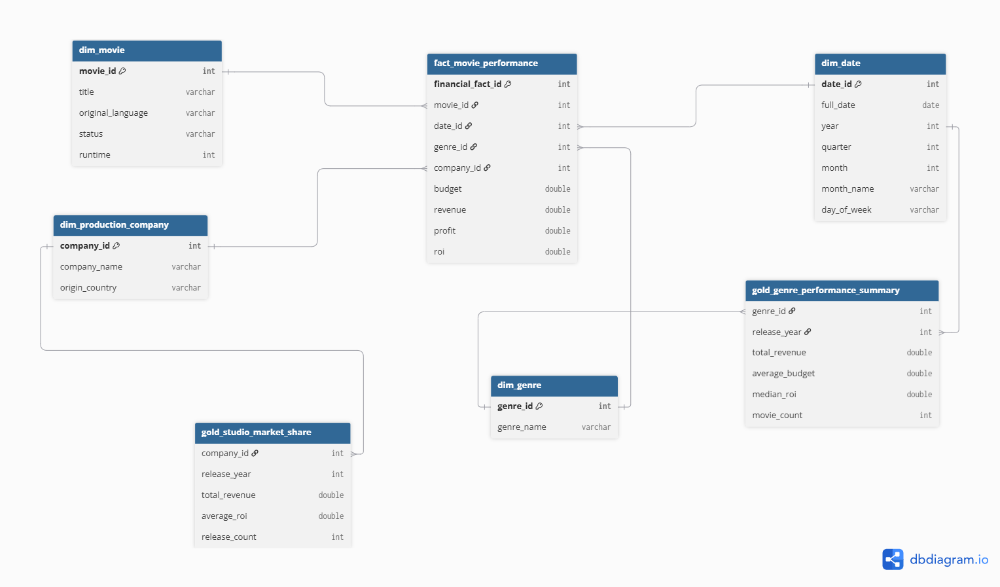 dim_movie
movie_id int
title varchar
original_language varchar
status varchar
runtime int
fact_movie_performance
financial_fact_id int
movie_id int
date_id int
genre_id int
company_id int
budget double
revenue double
profit double
roi double
dim_date
date_id int
full_date date
year int
quarter int
month int
month_name varchar
day_of_week varchar
dim_production_company
company_id int
company_name varchar
origin_country varchar
gold_genre_performance_summary
genre_id int
release_year int
total_revenue double
average_budget double
median_roi double
movie_count int
dim_genre
genre_id int
genre_name varchar
gold_studio_market_share
company_id int
release_year int
total_revenue double
average_roi double
release_count int
dbdiagram.io